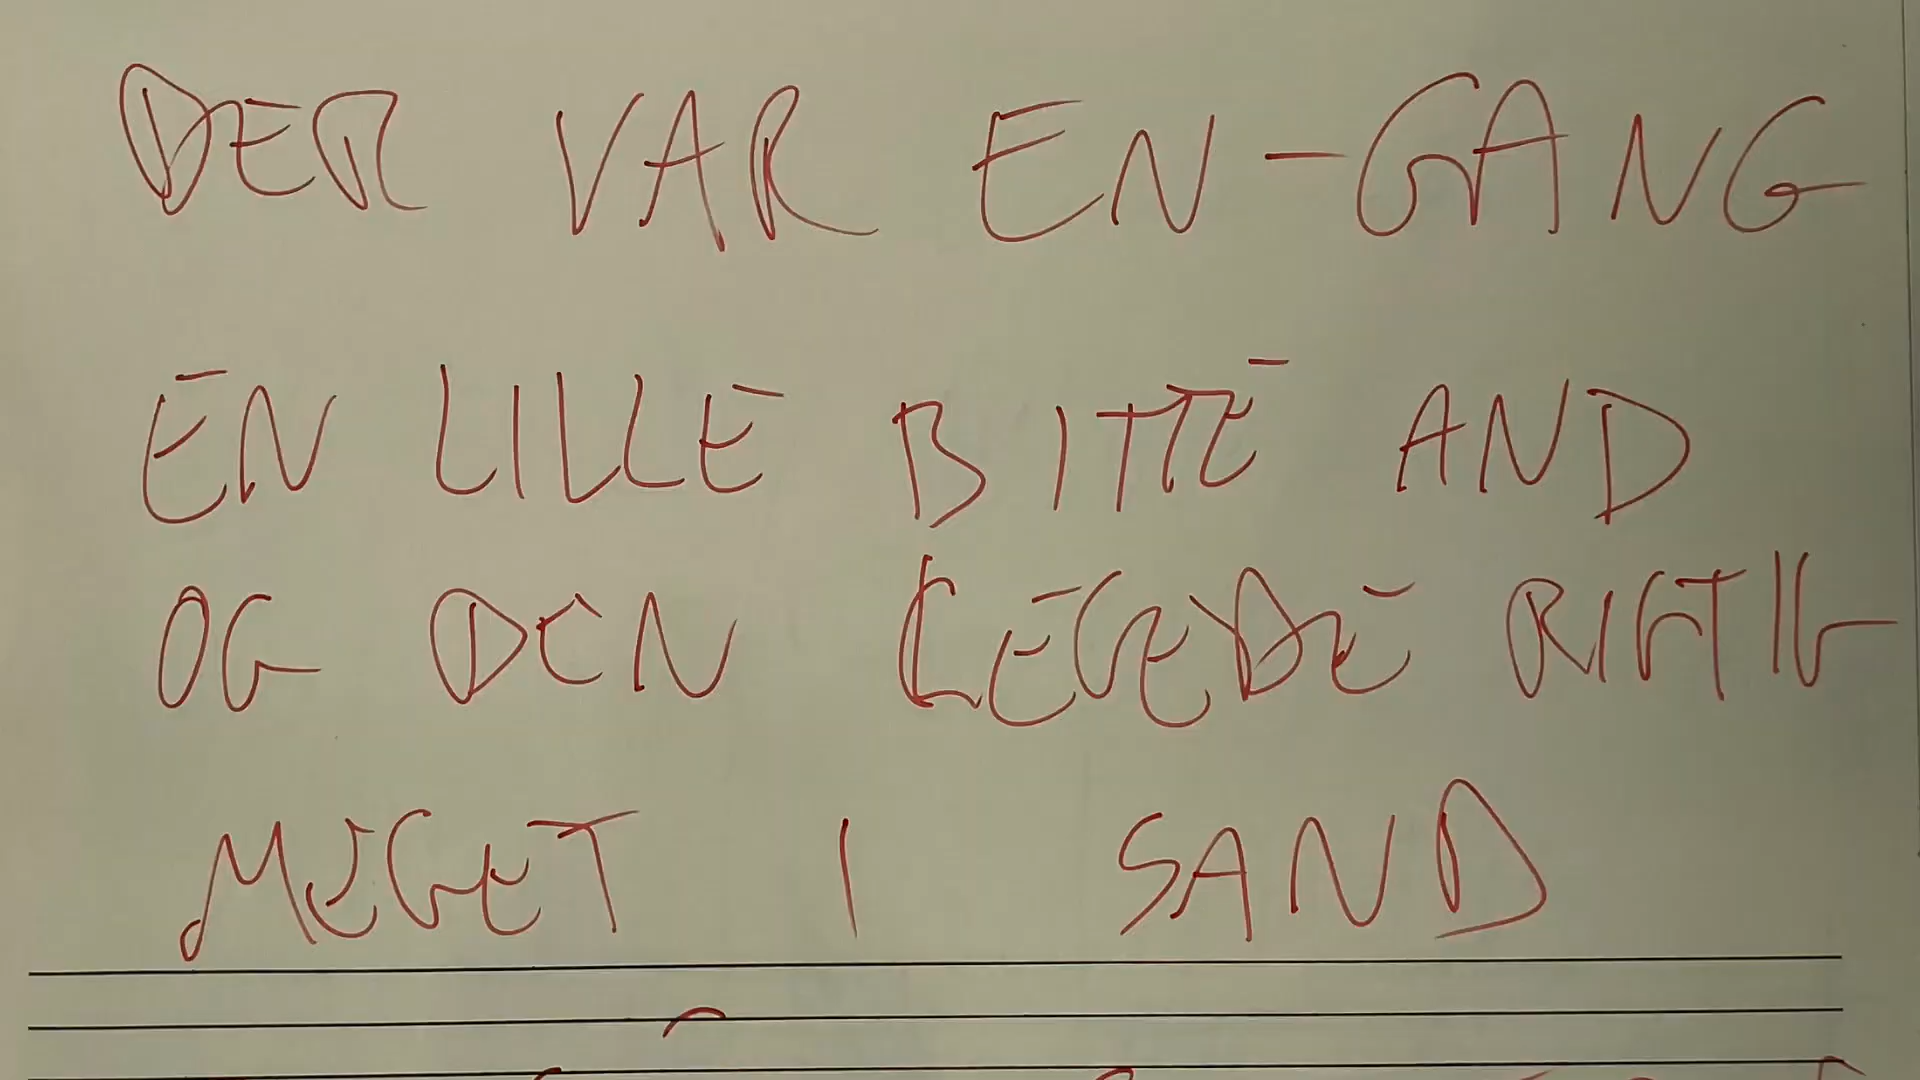 DER VAR EN-GANG
EN LILLE BITTE AND
OG DEN LEGEDE RIGTIG
MEGET I SAND